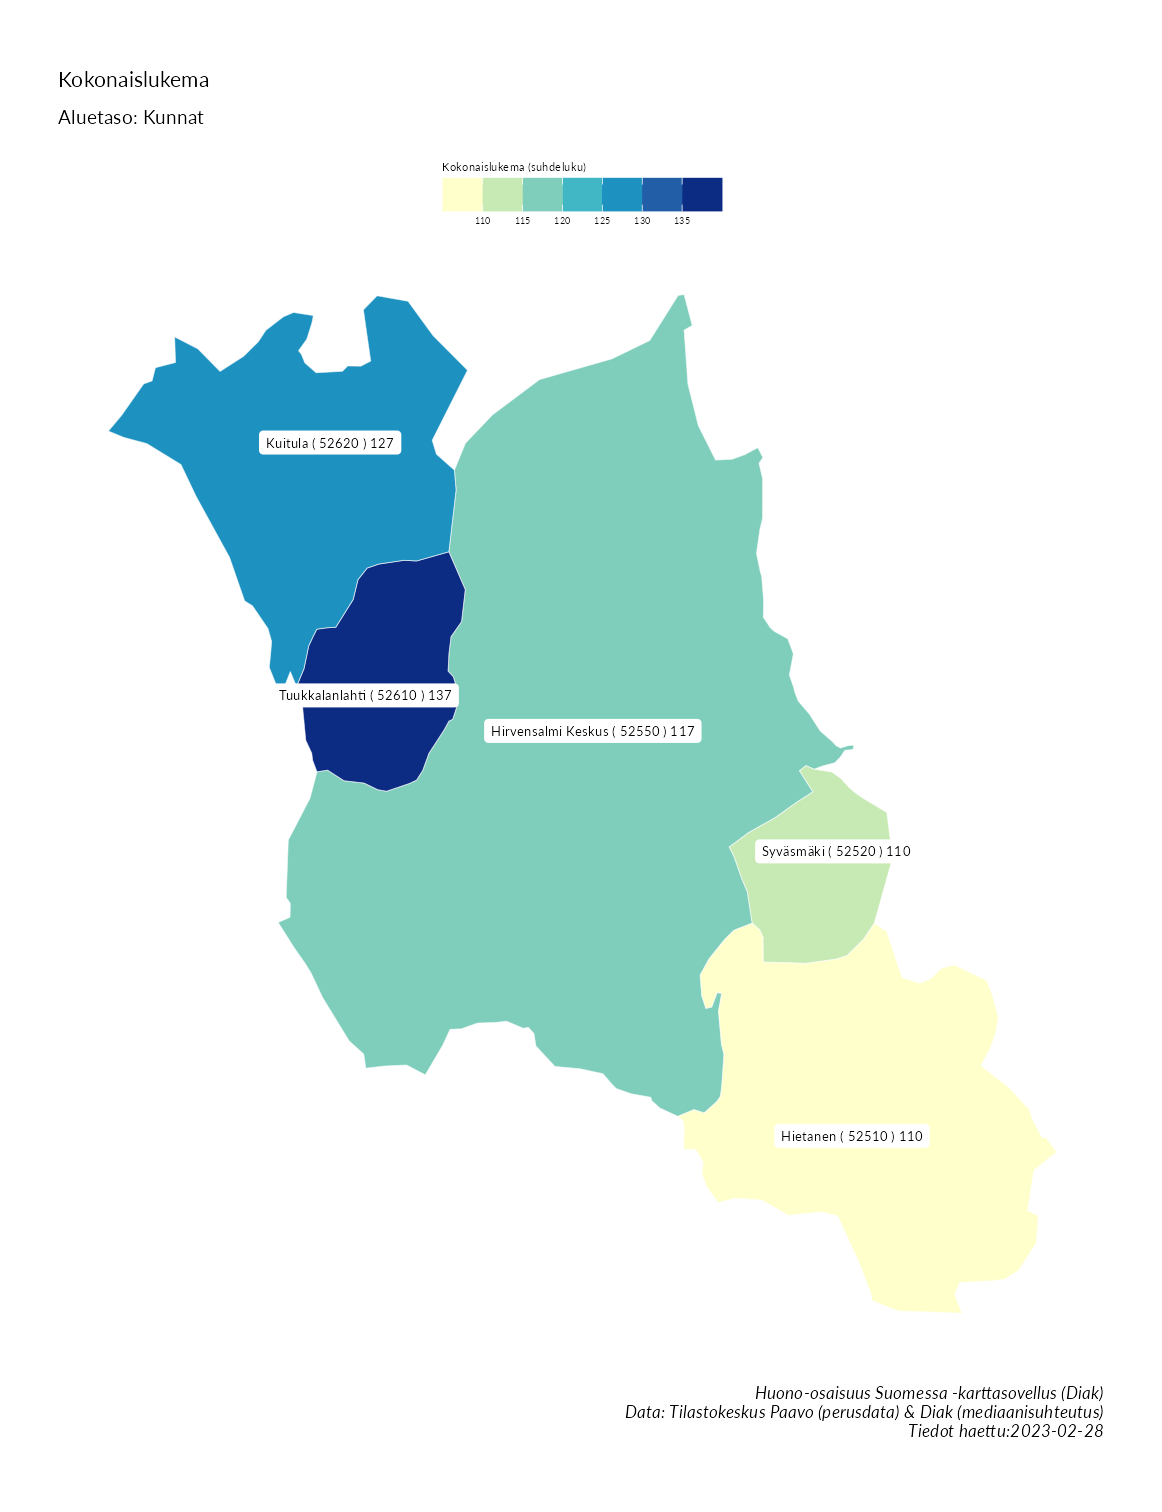 Kokonaislukema
Aluetaso: Kunnat
Kokonaislukema (suhdeluku)
110 115 120 125 130 135
Kuitula ( 52620 ) 127
Tuukkalanlahti ( 52610 ) 137
Hirvensalmi Keskus ( 52550 ) 117
Syväsmäki ( 52520 ) 110
Hietanen ( 52510 ) 110
Huono-osaisuus Suomessa -karttasovellus (Diak)
Data: Tilastokeskus Paavo (perusdata) & Diak (mediaanisuhteutus)
Tiedot haettu:2023-02-28